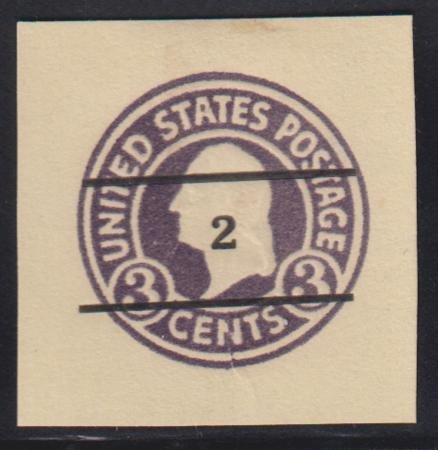 UNITED STATES POSTAGE
2
3 3
CENTS